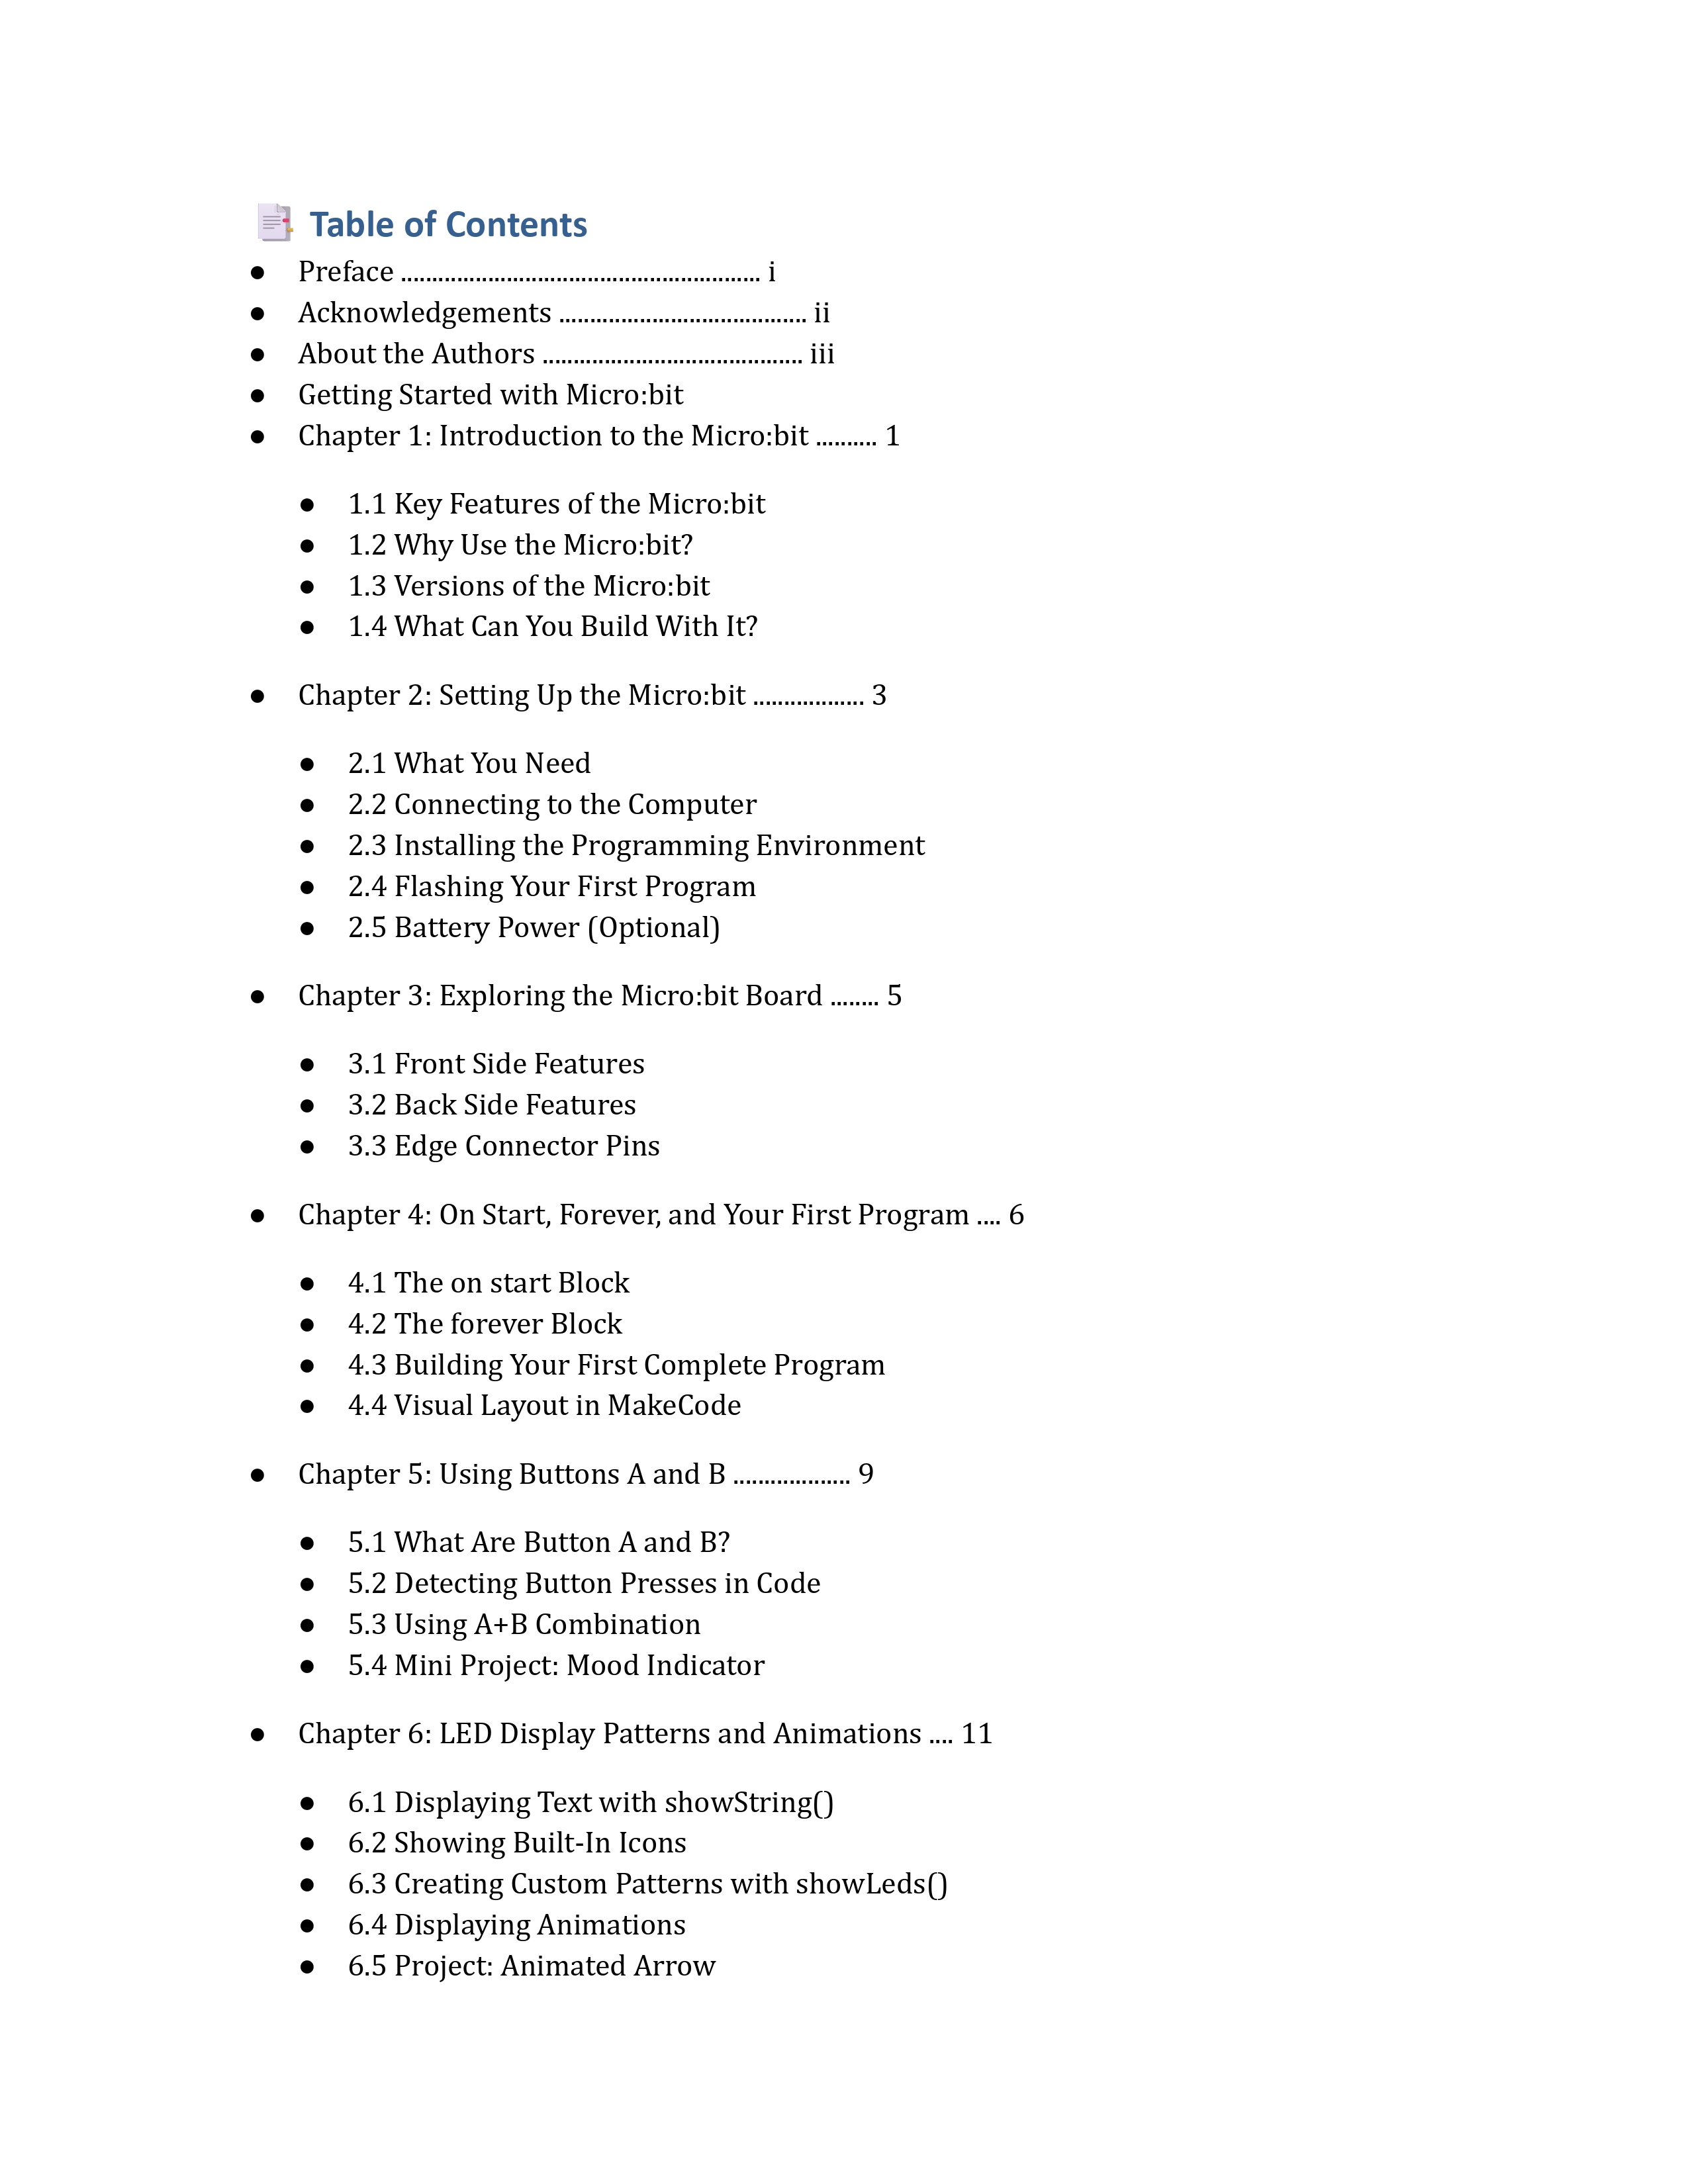 Table of Contents
● Preface .......................................................... i
● Acknowledgements ........................................ ii
● About the Authors .......................................... iii
● Getting Started with Micro:bit
● Chapter 1: Introduction to the Micro:bit .......... 1
● 1.1 Key Features of the Micro:bit
● 1.2 Why Use the Micro:bit?
● 1.3 Versions of the Micro:bit
● 1.4 What Can You Build With It?
● Chapter 2: Setting Up the Micro:bit .................. 3
● 2.1 What You Need
● 2.2 Connecting to the Computer
● 2.3 Installing the Programming Environment
● 2.4 Flashing Your First Program
● 2.5 Battery Power (Optional)
● Chapter 3: Exploring the Micro:bit Board ........ 5
● 3.1 Front Side Features
● 3.2 Back Side Features
● 3.3 Edge Connector Pins
● Chapter 4: On Start, Forever, and Your First Program .... 6
● 4.1 The on start Block
● 4.2 The forever Block
● 4.3 Building Your First Complete Program
● 4.4 Visual Layout in MakeCode
● Chapter 5: Using Buttons A and B ................... 9
● 5.1 What Are Button A and B?
● 5.2 Detecting Button Presses in Code
● 5.3 Using A+B Combination
● 5.4 Mini Project: Mood Indicator
● Chapter 6: LED Display Patterns and Animations .... 11
● 6.1 Displaying Text with showString()
● 6.2 Showing Built-In Icons
● 6.3 Creating Custom Patterns with showLeds()
● 6.4 Displaying Animations
● 6.5 Project: Animated Arrow